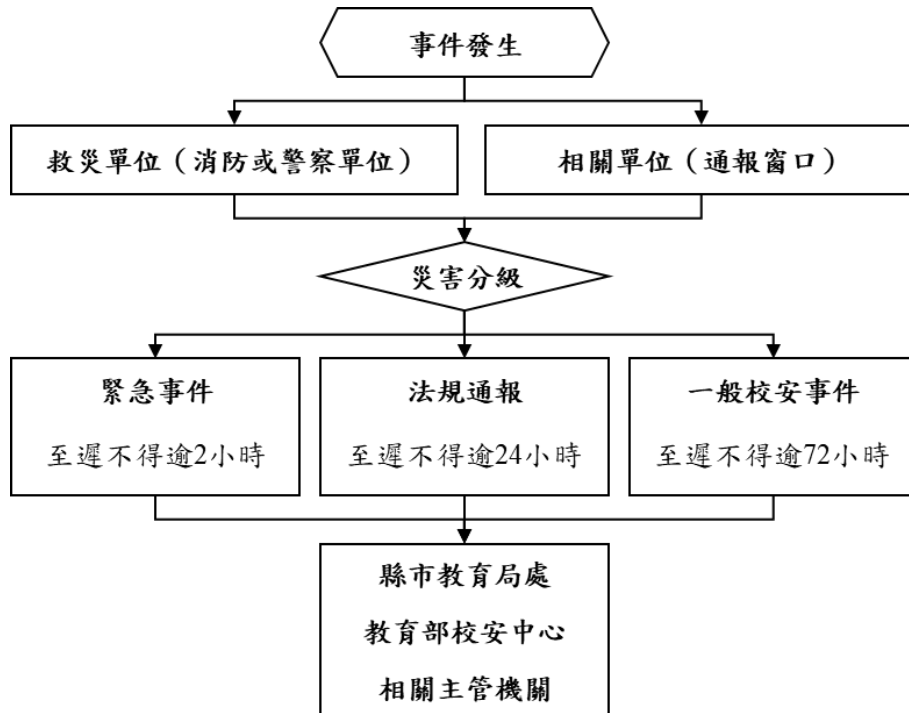 事件發生
救災單位（消防或警察單位）
相關單位（通報窗口）
災害分級
緊急事件
至遲不得逾2小時
法規通報
至遲不得逾24小時
一般校安事件
至遲不得逾72小時
縣市教育局處
教育部校安中心
相關主管機關